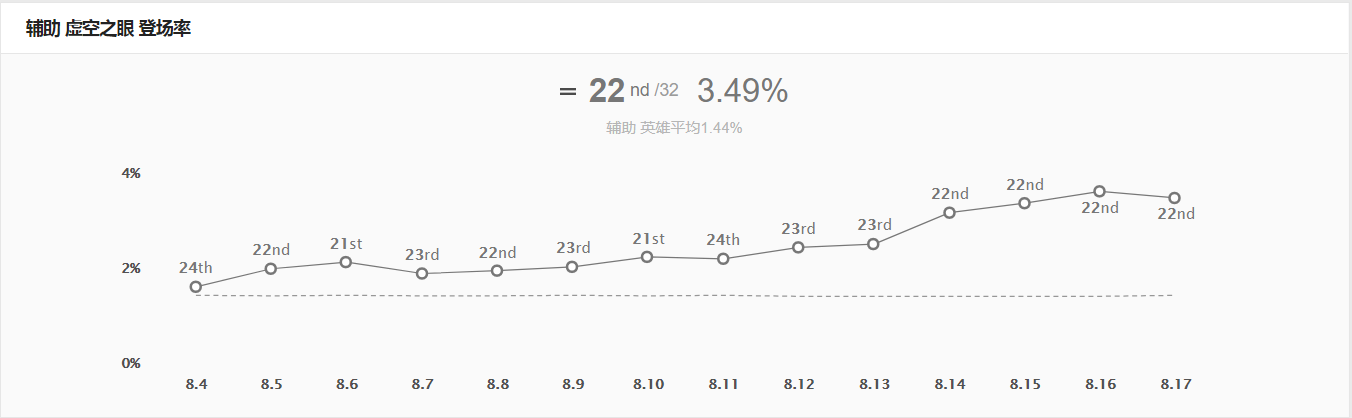 辅助 虚空之眼 登场率
= 22 nd /32 3.49%
辅助 英雄平均1.44%
4%
2%
0%
24th
22nd
21st
23rd
22nd
23rd
21st
24th
23rd
23rd
22nd
22nd
22nd
22nd
8.4 8.5 8.6 8.7 8.8 8.9 8.10 8.11 8.12 8.13 8.14 8.15 8.16 8.17